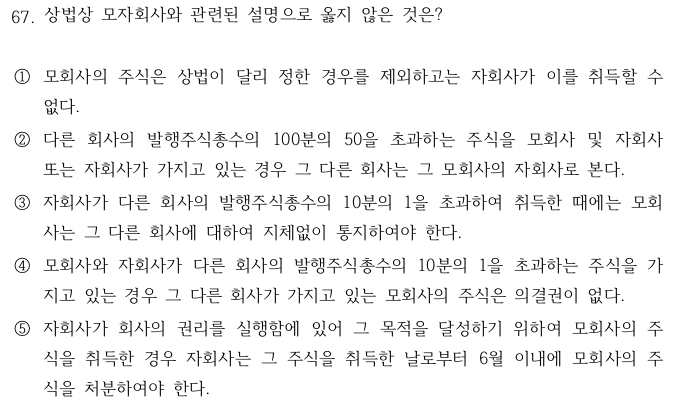 67. 상법상 모자회사와 관련된 설명으로 옳지 않은 것은?
① 모회사의 주식은 상법이 달리 정한 경우를 제외하고는 자회사가 이를 취득할 수
없다.
② 다른 회사의 발행주식총수의 100분의 50을 초과하는 주식을 모회사 및 자회사
또는 자회사가 가지고 있는 경우 그 다른 회사는 그 모회사의 자회사로 본다.
③ 자회사가 다른 회사의 발행주식총수의 10분의 1을 초과하여 취득한 때에는 모회
사는 그 다른 회사에 대하여 지체없이 통지하여야 한다.
④ 모회사와 자회사가 다른 회사의 발행주식총수의 10분의 1을 초과하는 주식을 가
지고 있는 경우 그 다른 회사가 가지고 있는 모회사의 주식은 의결권이 없다.
⑤ 자회사가 회사의 권리를 실행함에 있어 그 목적을 달성하기 위하여 모회사의 주
식을 취득한 경우 자회사는 그 주식을 취득한 날로부터 6월 이내에 모회사의 주
식을 처분하여야 한다.